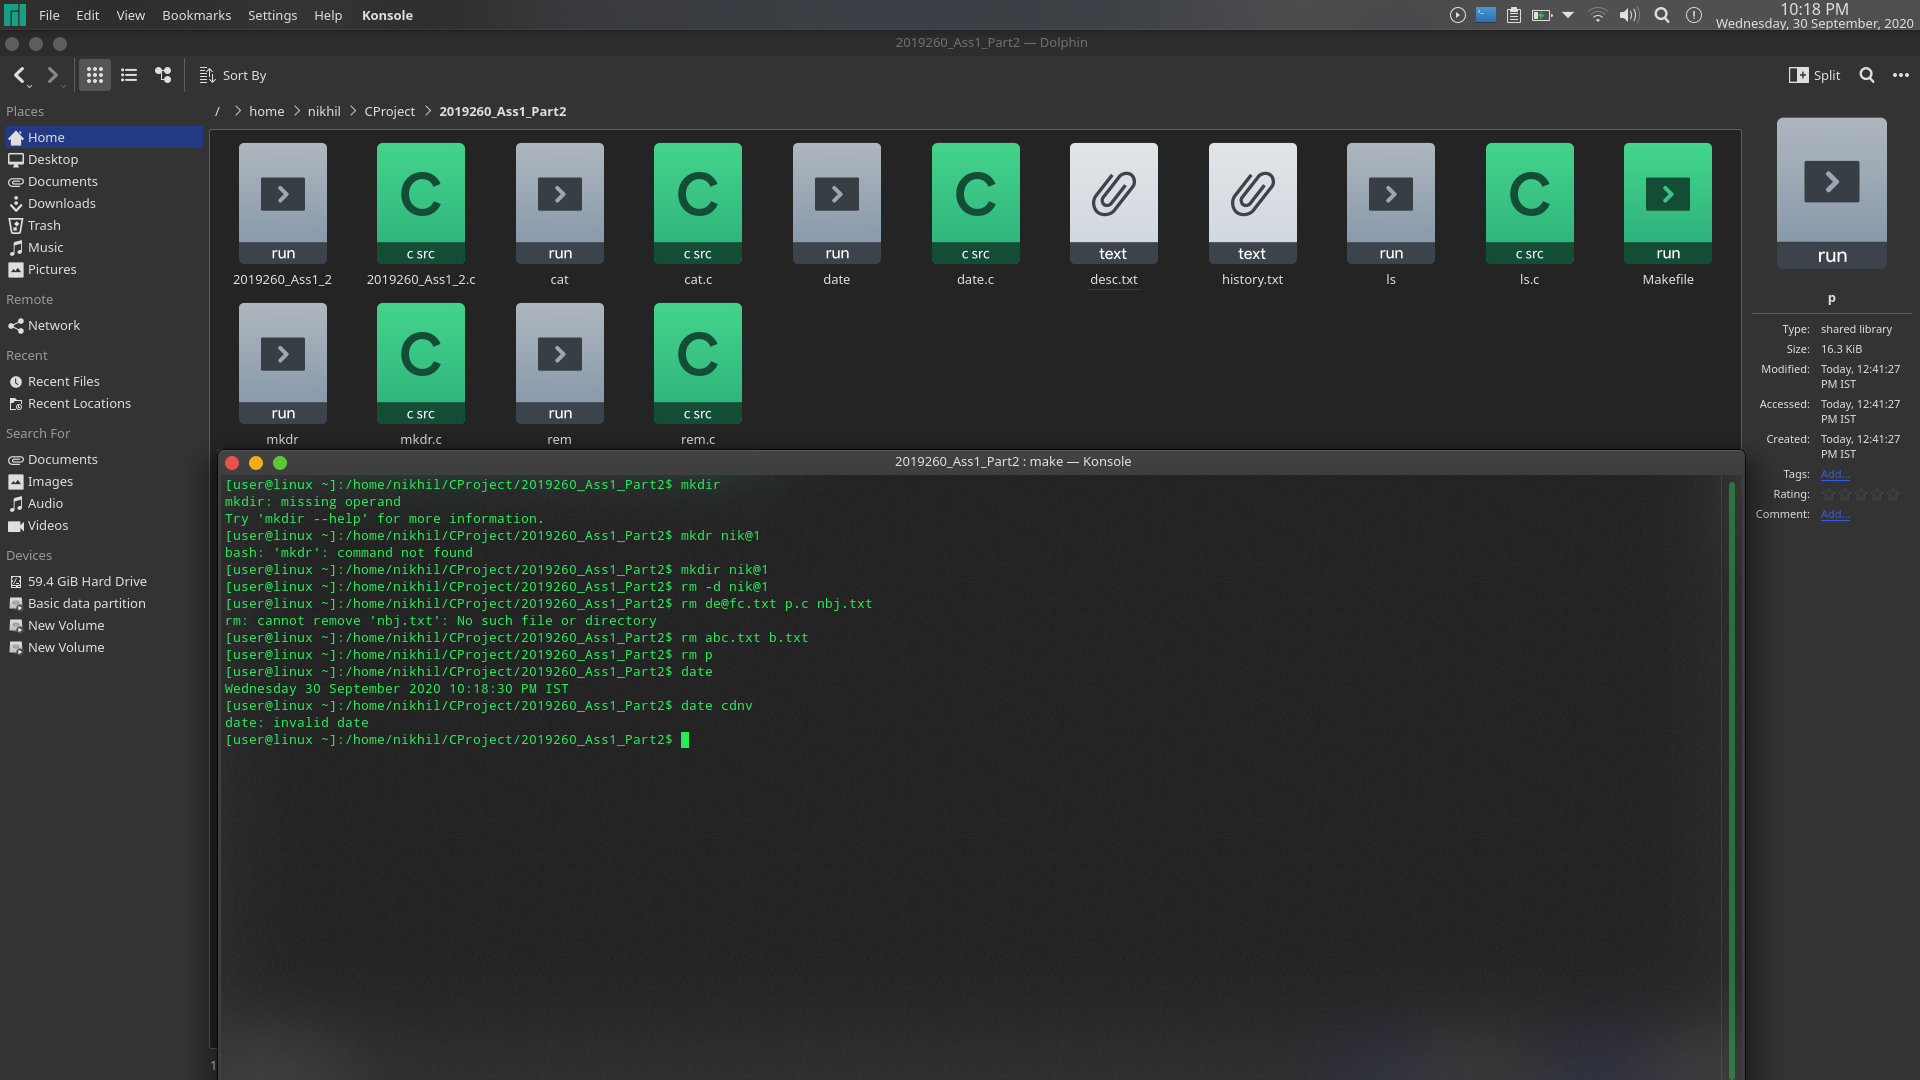 File Edit View Bookmarks Settings Help Konsole
10:18 PM
Wednesday, 30 September, 2020
2019260_Ass1_Part2 — Dolphin
Sort By
Split
Places
/ > home > nikhil > CProject > 2019260_Ass1_Part2
Home
Desktop
Documents
Downloads
Trash
Music
Pictures
Remote
Network
Recent
Recent Files
Recent Locations
Search For
Documents
Images
Audio
Videos
Devices
59.4 GiB Hard Drive
Basic data partition
New Volume
New Volume
run c src run c src run c src text text run c src run
2019260_Ass1_2 2019260_Ass1_2.c cat cat.c date date.c desc.txt history.txt ls ls.c Makefile
run c src run c src
mkdr mkdr.c rem rem.c
run
p
Type: shared library
Size: 16.3 KiB
Modified: Today, 12:41:27
PM IST
Accessed: Today, 12:41:27
PM IST
Created: Today, 12:41:27
PM IST
Tags: Add...
Rating:
Comment: Add...
2019260_Ass1_Part2 : make — Konsole
[user@linux ~]:/home/nikhil/CProject/2019260_Ass1_Part2$ mkdir
mkdir: missing operand
Try 'mkdir --help' for more information.
[user@linux ~]:/home/nikhil/CProject/2019260_Ass1_Part2$ mkdr nik@1
bash: 'mkdr': command not found
[user@linux ~]:/home/nikhil/CProject/2019260_Ass1_Part2$ mkdir nik@1
[user@linux ~]:/home/nikhil/CProject/2019260_Ass1_Part2$ rm -d nik@1
[user@linux ~]:/home/nikhil/CProject/2019260_Ass1_Part2$ rm de@fc.txt p.c nbj.txt
rm: cannot remove 'nbj.txt': No such file or directory
[user@linux ~]:/home/nikhil/CProject/2019260_Ass1_Part2$ rm abc.txt b.txt
[user@linux ~]:/home/nikhil/CProject/2019260_Ass1_Part2$ rm p
[user@linux ~]:/home/nikhil/CProject/2019260_Ass1_Part2$ date
Wednesday 30 September 2020 10:18:30 PM IST
[user@linux ~]:/home/nikhil/CProject/2019260_Ass1_Part2$ date cdnv
date: invalid date
[user@linux ~]:/home/nikhil/CProject/2019260_Ass1_Part2$
1